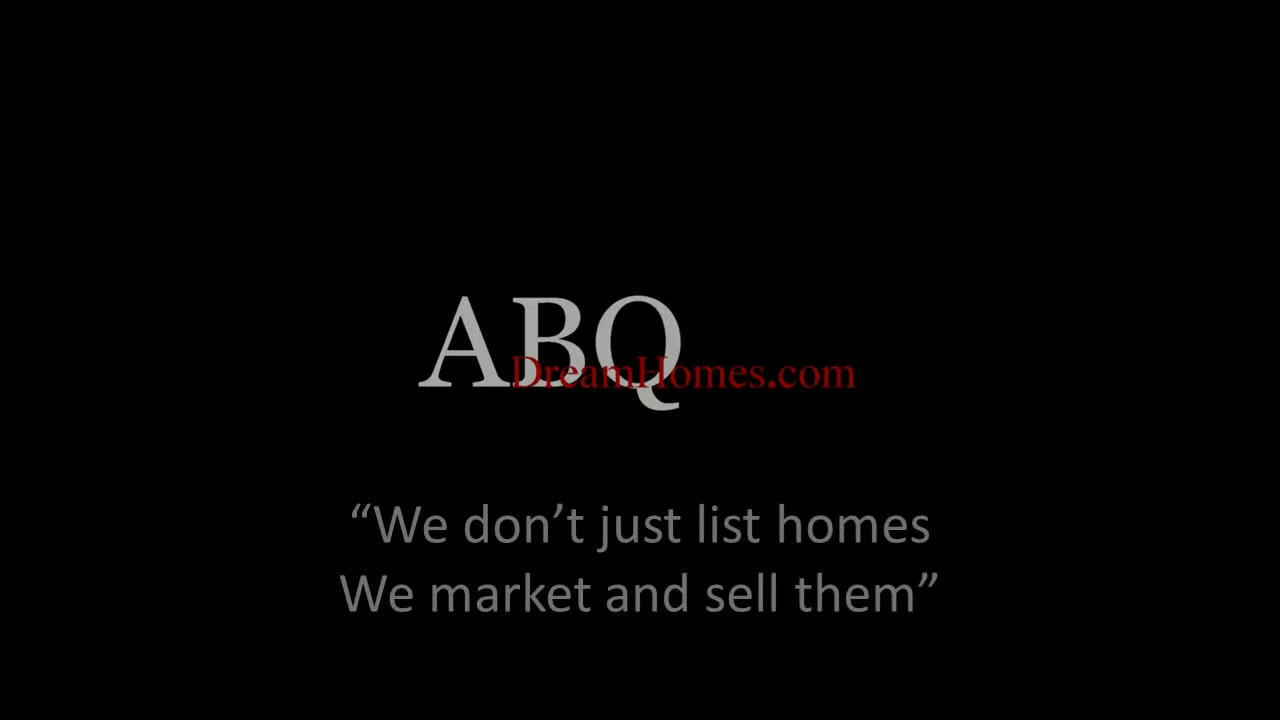 ABQ
DreamHomes.com
“We don’t just list homes
We market and sell them”